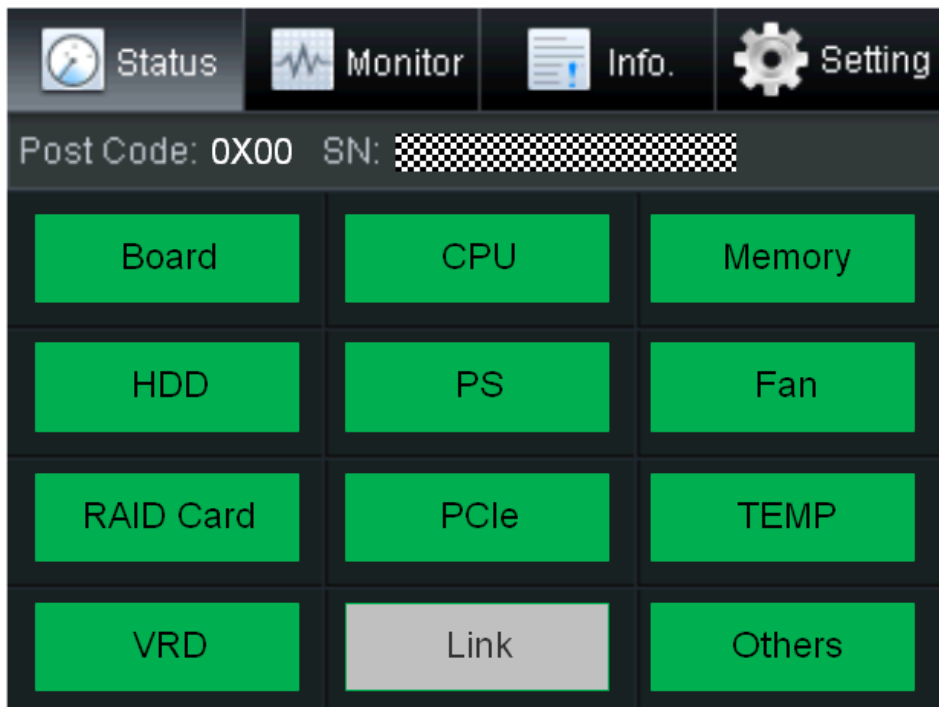 Status Monitor Info. Setting
Post Code: 0X00 SN:
Board CPU Memory
HDD PS Fan
RAID Card PCIe TEMP
VRD Link Others